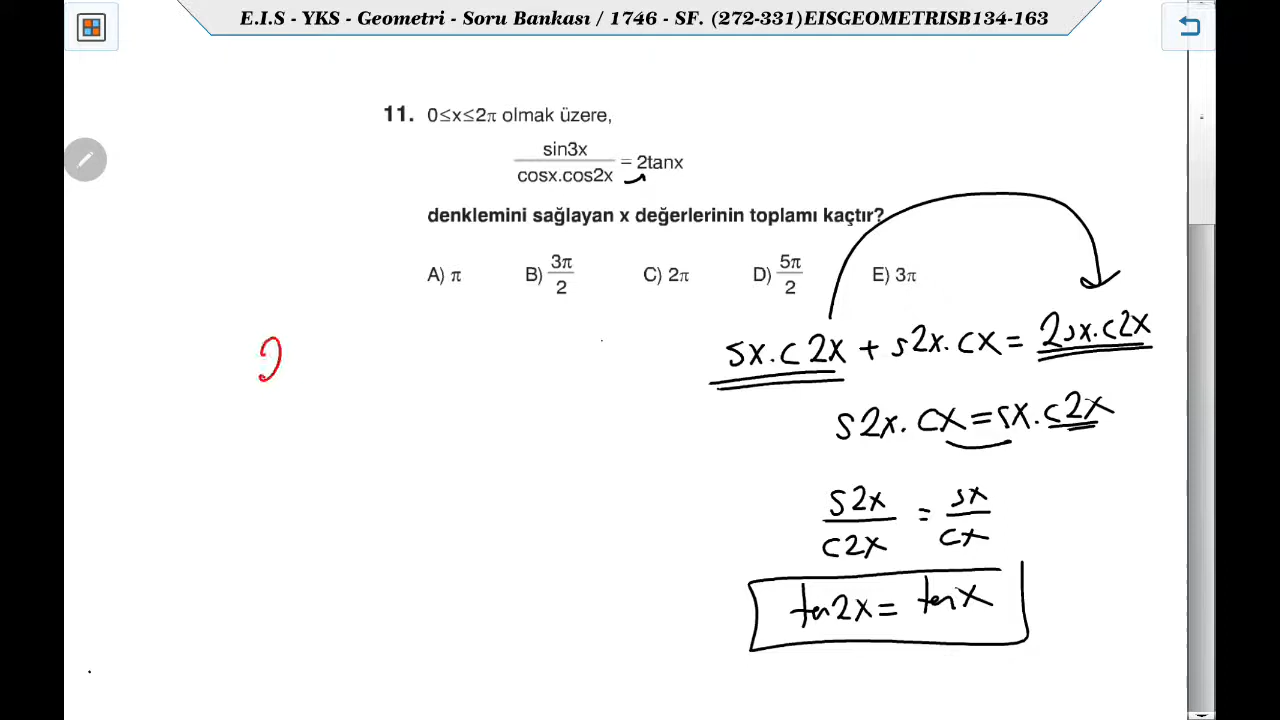 E.I.S - YKS - Geometri - Soru Bankası / 1746 - SF. (272-331)EISGEOMETRISB134-163
11. 0≤x≤2π olmak üzere,
sin3x / cosx.cos2x = 2tanx
denklemini sağlayan x değerlerinin toplamı kaçtır?
A) π B) 3π/2 C) 2π D) 5π/2 E) 3π
sx.c2x + s2x.cx = 2sx.c2x
s2x.cx = sx.c2x
s2x/c2x = sx/cx
tan2x = tanx